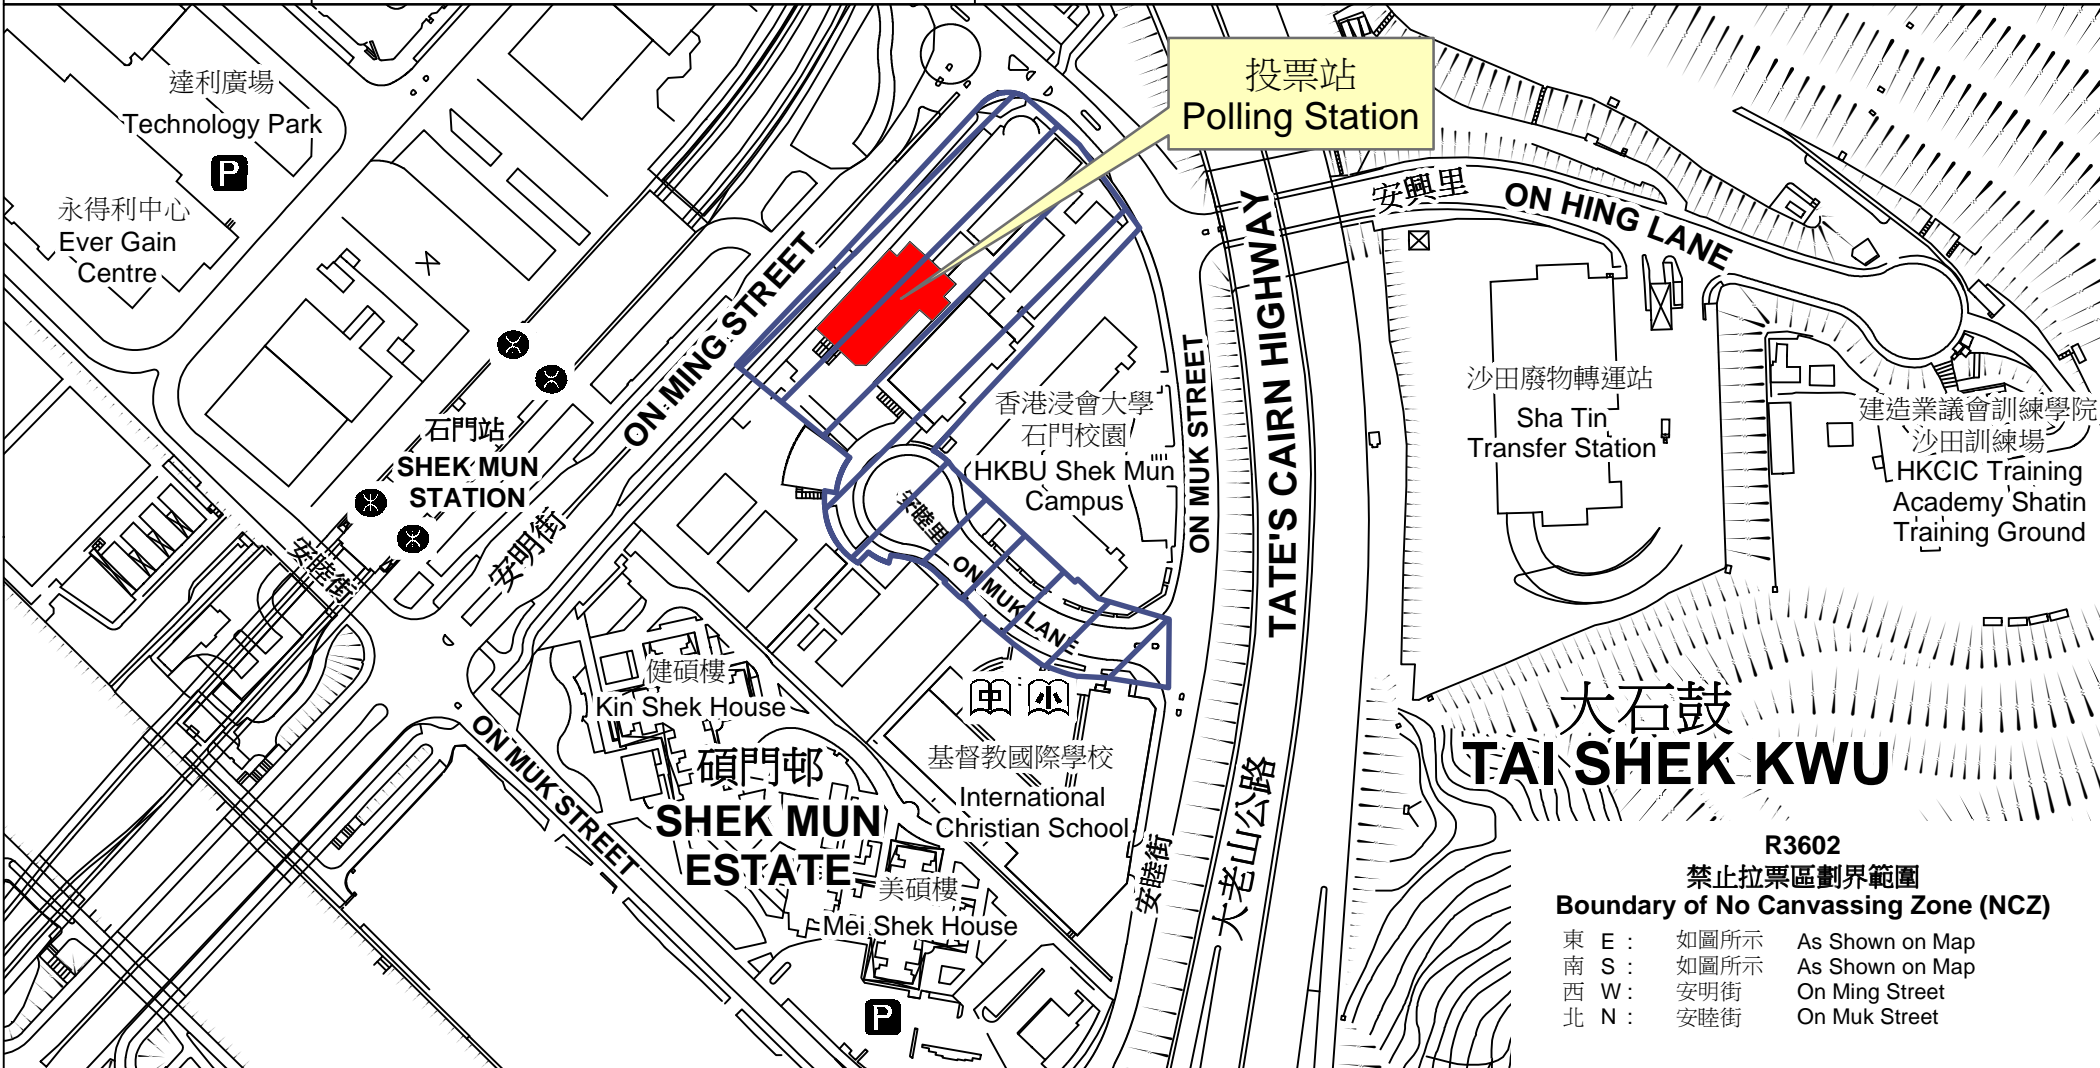 達利廣場
Technology Park
P
永得利中心
Ever Gain
Centre
投票站
Polling Station
安興里
ON HING LANE
ON MING STREET
安明街
石門站
SHEK MUN
STATION
安睦街
香港浸會大學
石門校園
HKBU Shek Mun
Campus
安睦里
ON MUK LANE
ON MUK STREET
TATE'S CAIRN HIGHWAY
大老山公路
沙田廢物轉運站
Sha Tin
Transfer Station
建造業議會訓練學院
沙田訓練場
HKCIC Training
Academy Shatin
Training Ground
健碩樓
Kin Shek House
碩門邨
SHEK MUN
ESTATE
ON MUK STREET
中
小
基督教國際學校
International
Christian School
安睦街
美碩樓
Mei Shek House
P
大石鼓
TAI SHEK KWU
R3602
禁止拉票區劃界範圍
Boundary of No Canvassing Zone (NCZ)
東 E : 如圖所示 As Shown on Map
南 S : 如圖所示 As Shown on Map
西 W : 安明街 On Ming Street
北 N : 安睦街 On Muk Street